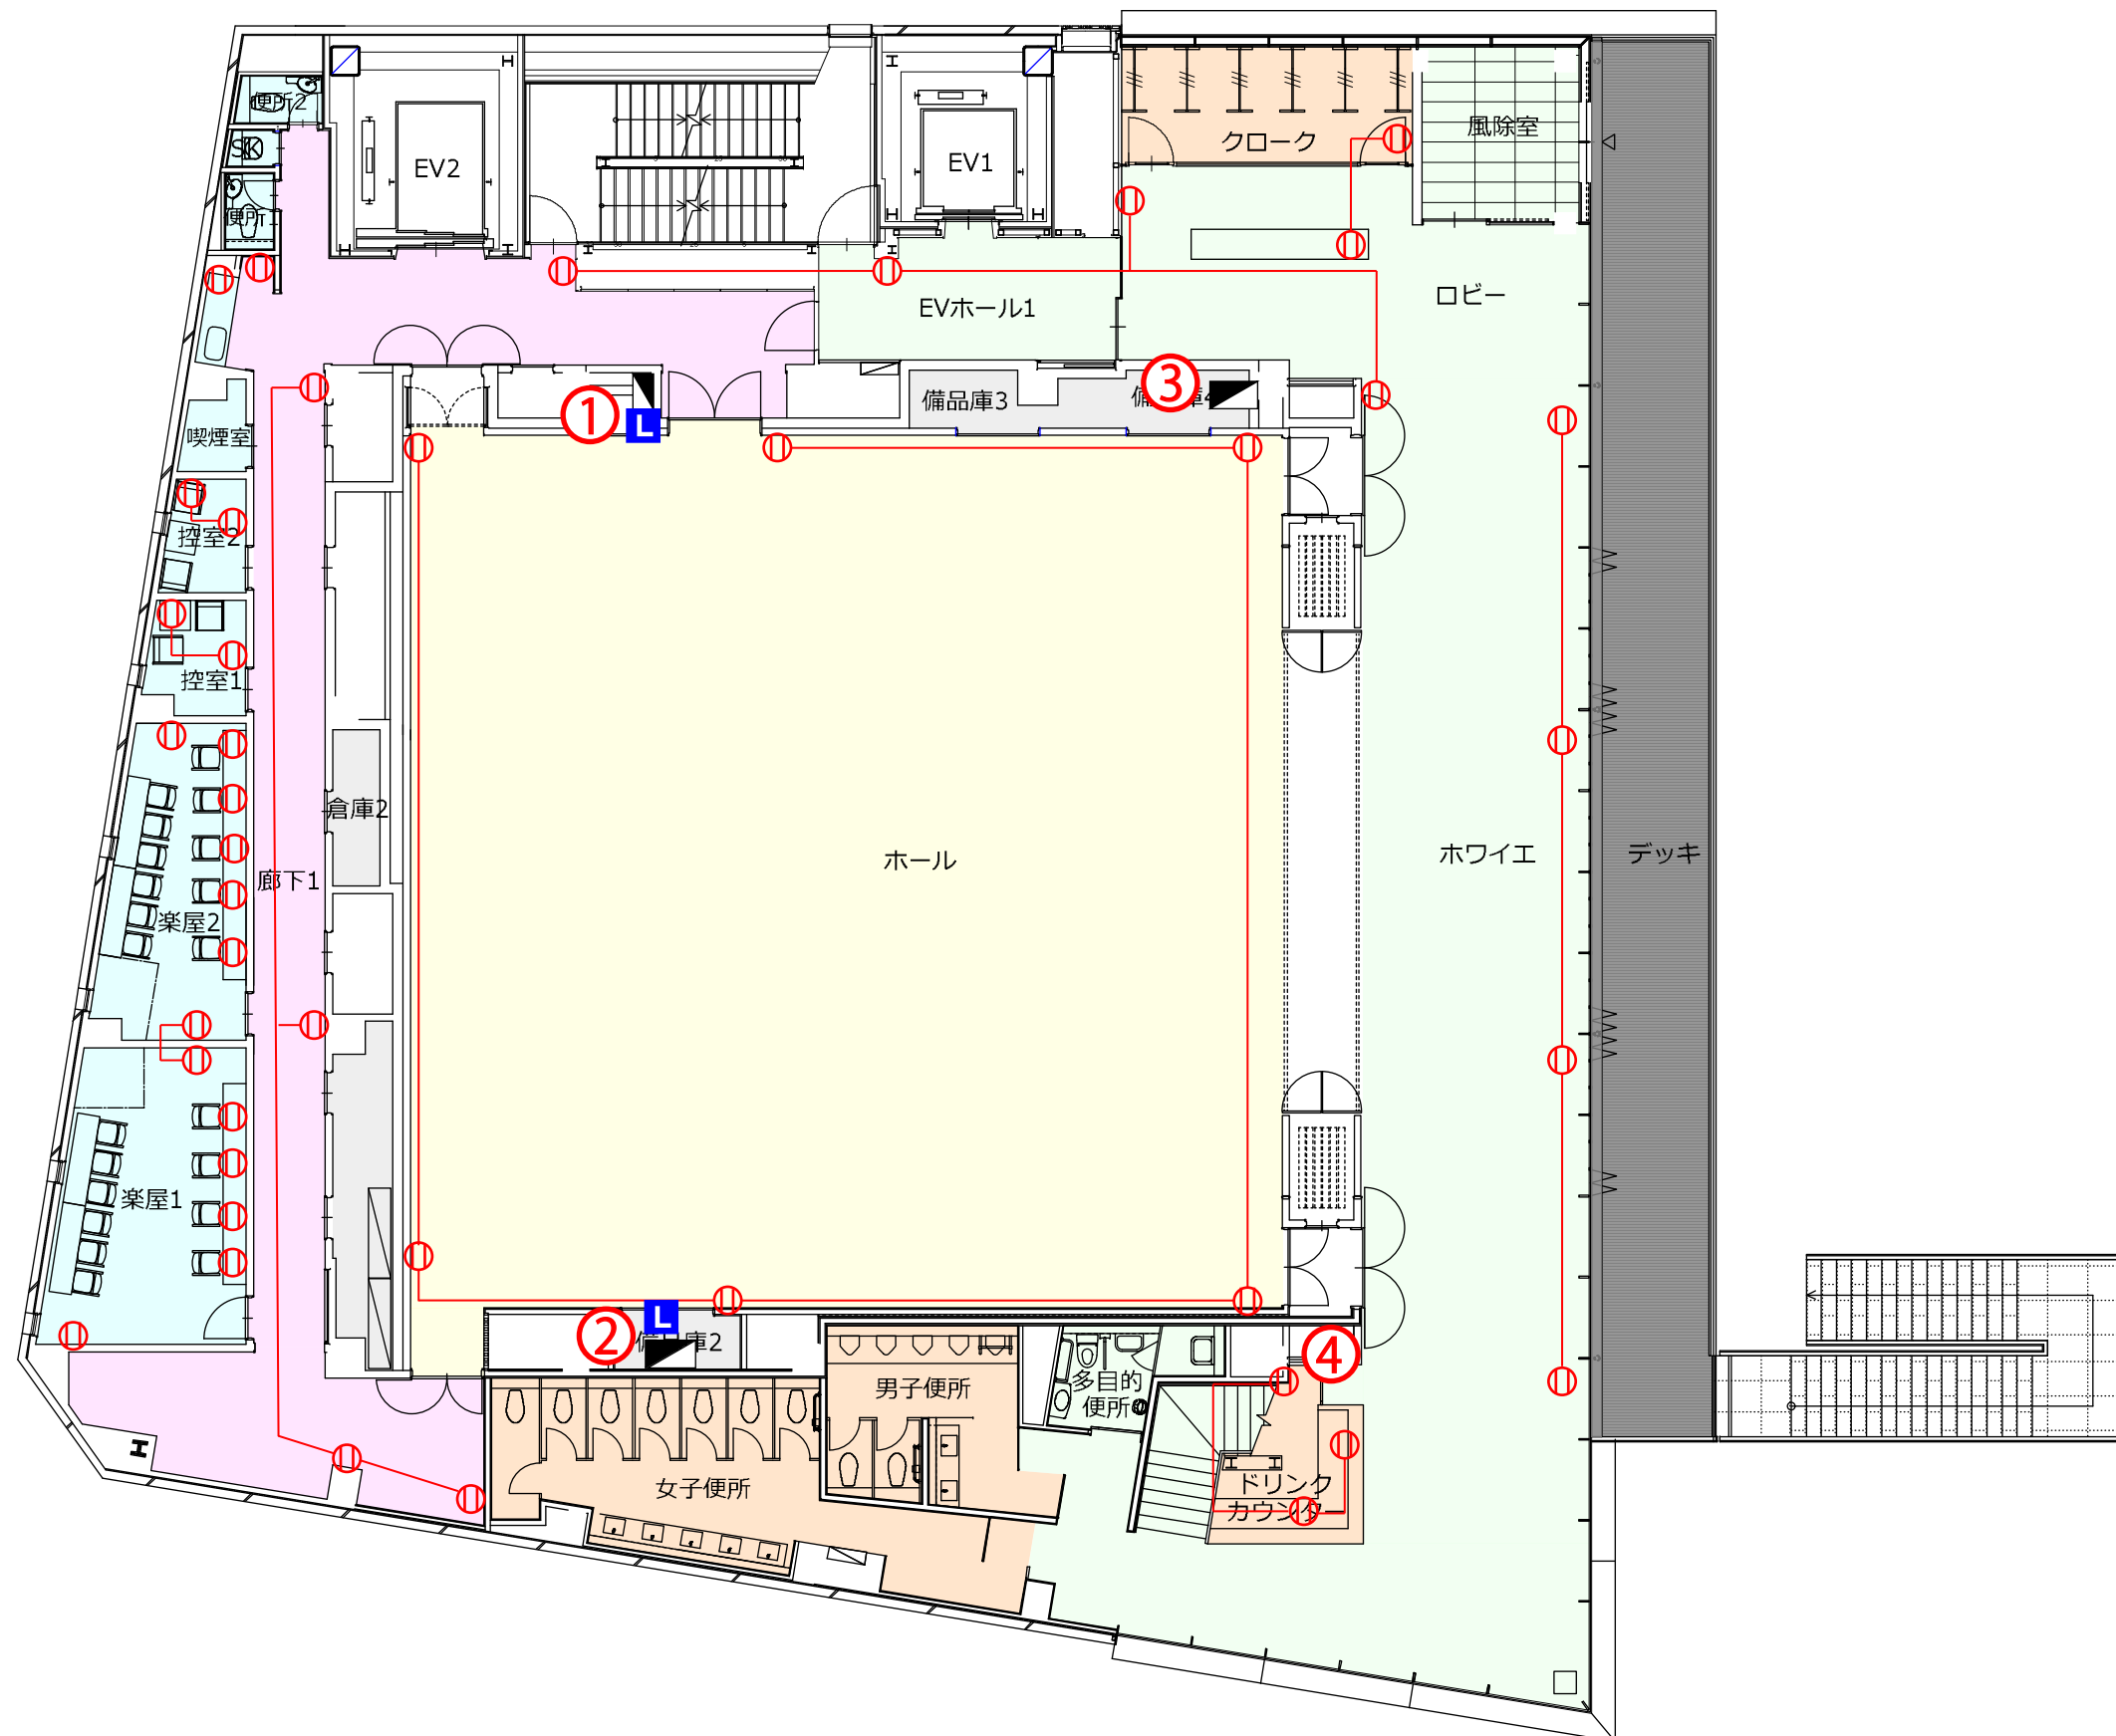 便所2
SK
便所1
EV2
EV1
クローク
風除室
EVホール1
ロビー
①
L
備品庫3
③
喫煙室
控室2
控室1
倉庫2
廊下1
楽屋2
ホール
ホワイエ
デッキ
楽屋1
②
L
備品庫2
④
男子便所
多目的
便所
女子便所
ドリンク
カウンタ